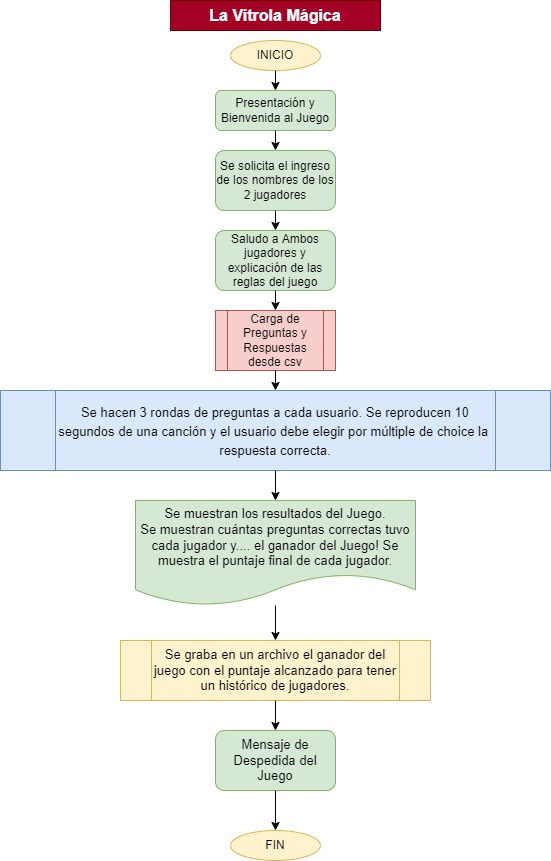 La Vitrola Mágica
INICIO
Presentación y
Bienvenida al Juego
Se solicita el ingreso
de los nombres de los
2 jugadores
Saludo a Ambos
jugadores y
explicación de las
reglas del juego
Carga de
Preguntas y
Respuestas
desde csv
Se hacen 3 rondas de preguntas a cada usuario. Se reproducen 10
segundos de una canción y el usuario debe elegir por múltiple de choice la
respuesta correcta.
Se muestran los resultados del Juego.
Se muestran cuántas preguntas correctas tuvo
cada jugador y.... el ganador del Juego! Se
muestra el puntaje final de cada jugador.
Se graba en un archivo el ganador del
juego con el puntaje alcanzado para tener
un histórico de jugadores.
Mensaje de
Despedida del
Juego
FIN